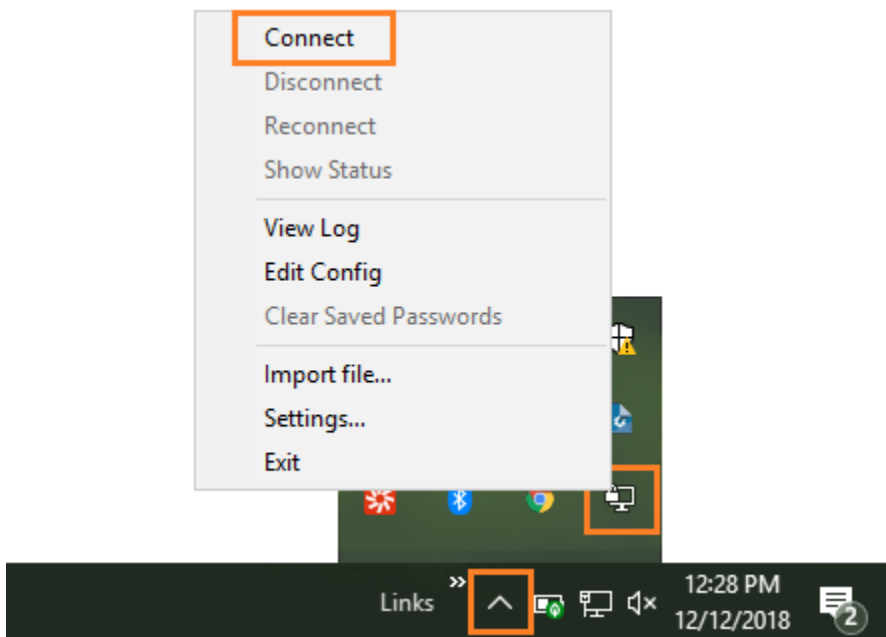 Connect
Disconnect
Reconnect
Show Status
View Log
Edit Config
Clear Saved Passwords
Import file...
Settings...
Exit
Links
12:28 PM
12/12/2018
2